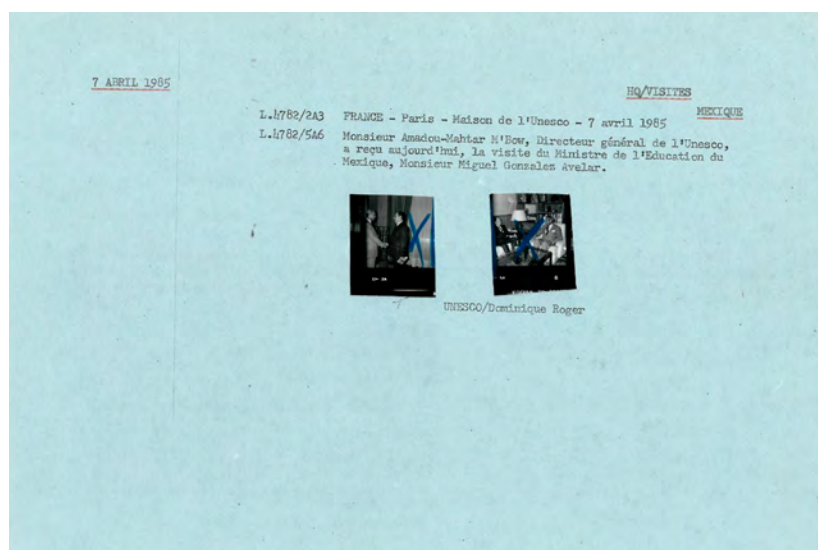 7 ABRIL 1985
HQ/VISITES
MEXIQUE
L.4782/2A3 FRANCE - Paris - Maison de l'Unesco - 7 avril 1985
L.4782/5A6 Monsieur Amadou-Mahtar M'Bow, Directeur général de l'Unesco,
a reçu aujourd'hui, la visite du Ministre de l'Education du
Mexique, Monsieur Miguel Gonzales Avelar.
UNESCO/Dominique Roger